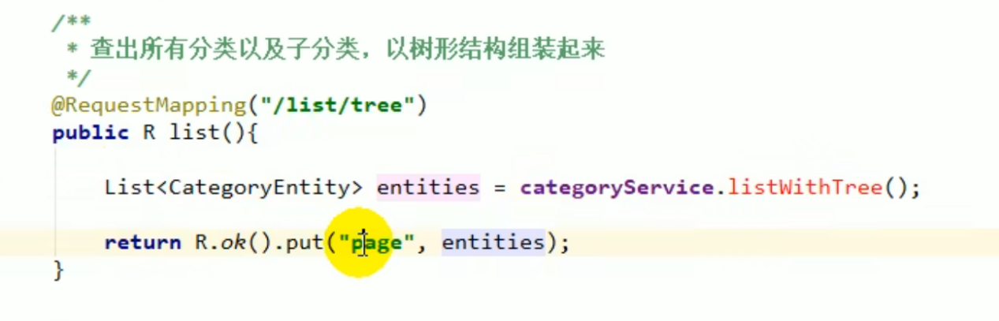 /**
* 查出所有分类以及子分类，以树形结构组装起来
*/
@RequestMapping("/list/tree")
public R list(){
List<CategoryEntity> entities = categoryService.listWithTree();
return R.ok().put("page", entities);
}